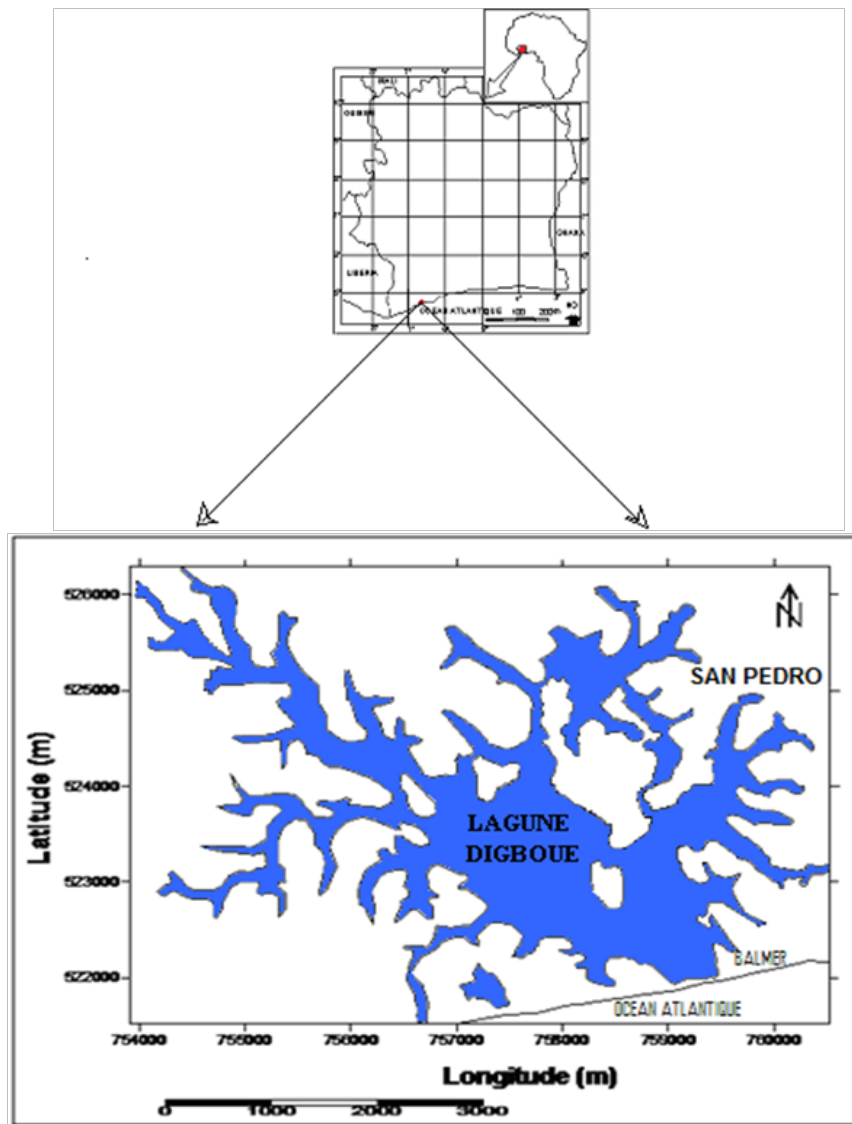 MALI
LIBERIA
OCEAN ATLANTIQUE
100 200
526000
525000
524000
523000
522000
Latitude (m)
N
SAN PEDRO
LAGUNE
DIGBOUE
BALMER
OCEAN ATLANTIQUE
754000 755000 756000 757000 758000 759000 760000
Longitude (m)
0 1000 2000 3000